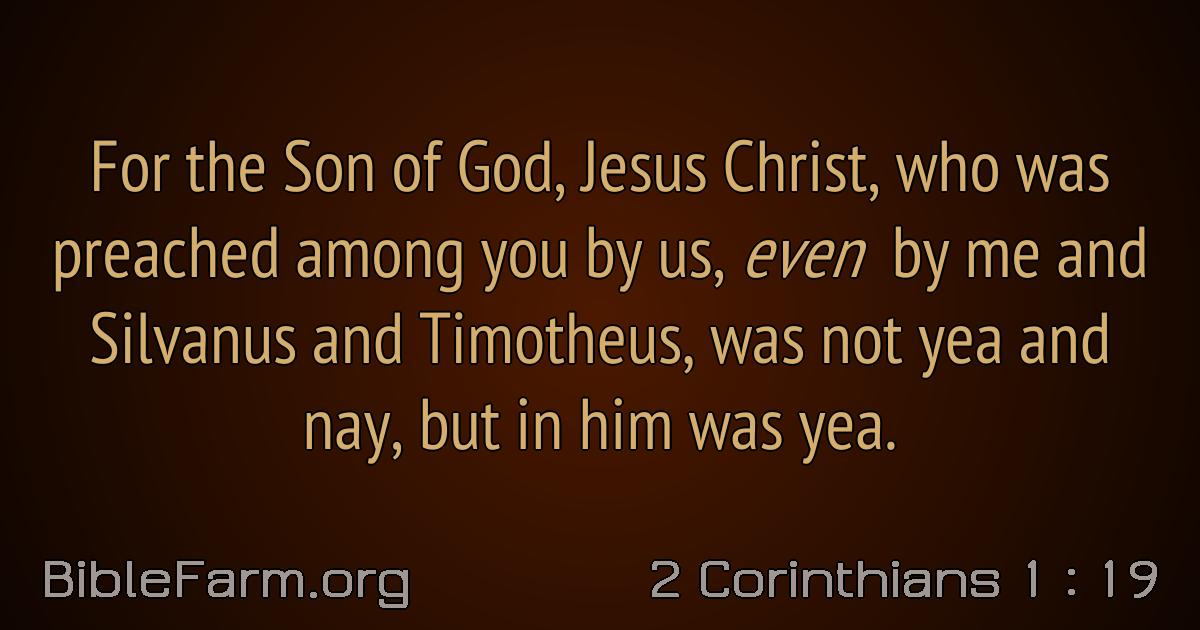 For the Son of God, Jesus Christ, who was
preached among you by us, even by me and
Silvanus and Timotheus, was not yea and
nay, but in him was yea.
BibleFarm.org
2 Corinthians 1 : 19